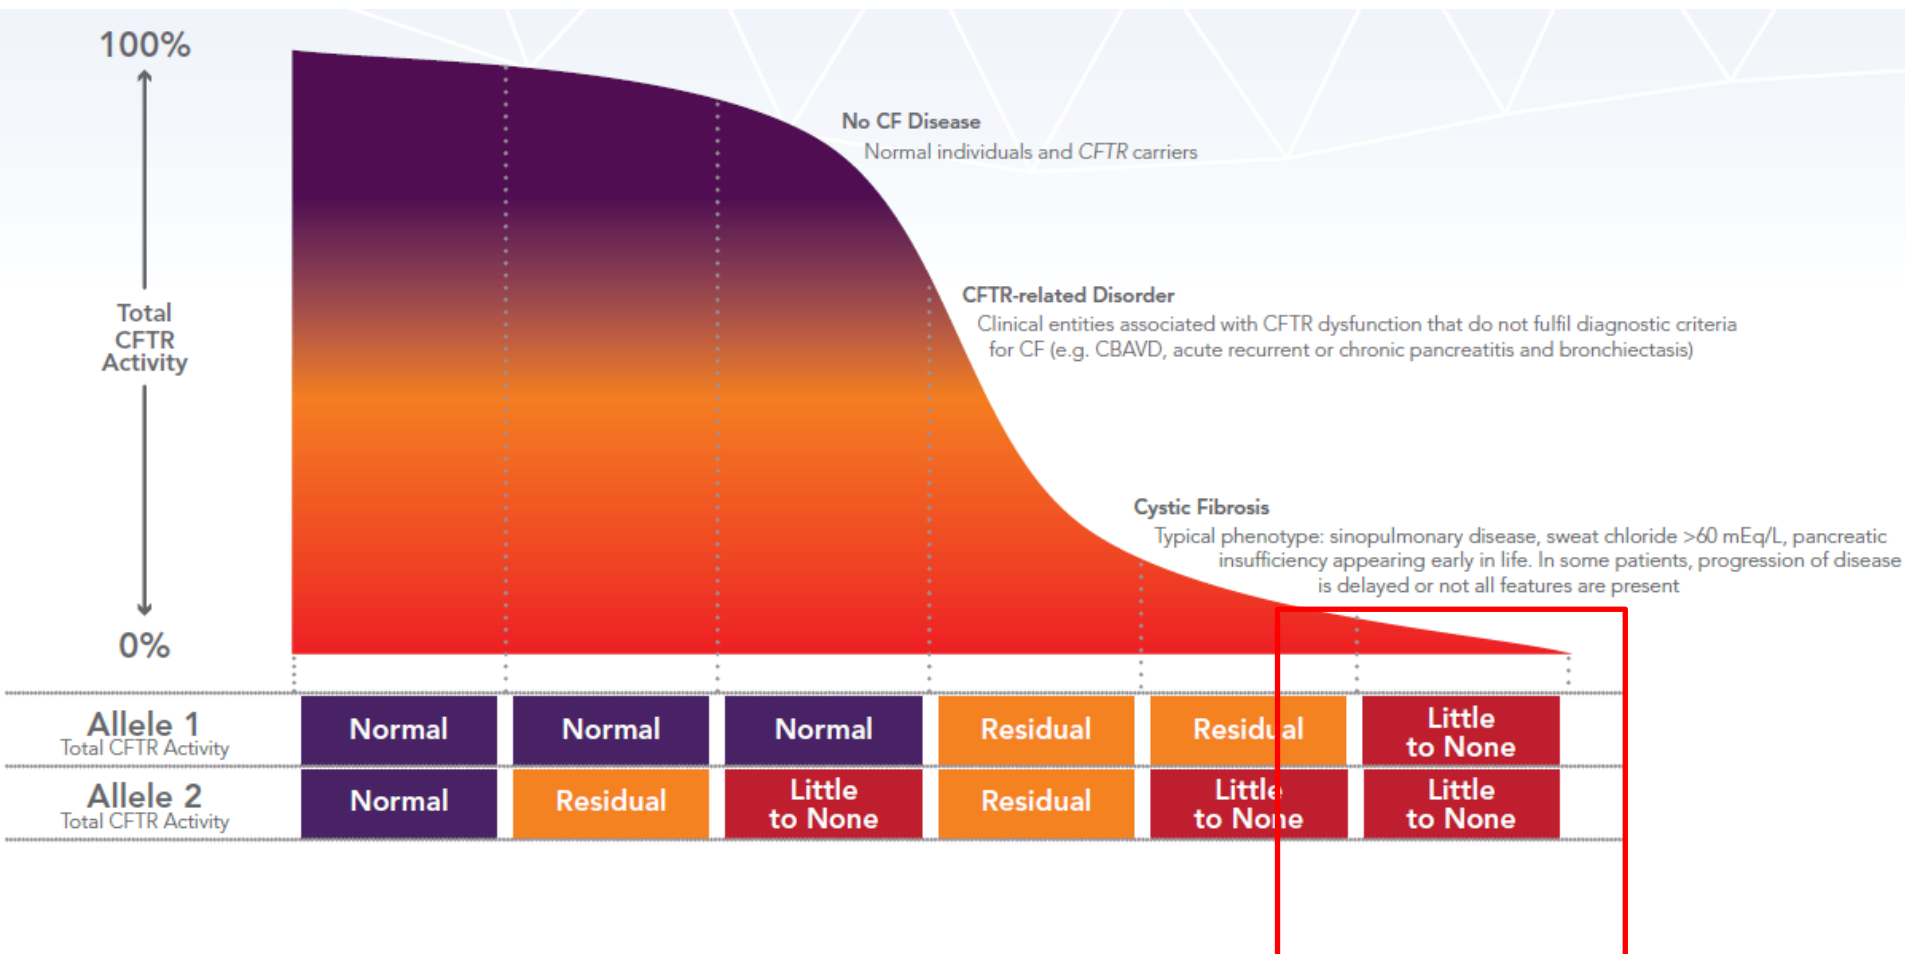 100%
Total
CFTR
Activity
0%
No CF Disease
Normal individuals and CFTR carriers
CFTR-related Disorder
Clinical entities associated with CFTR dysfunction that do not fulfil diagnostic criteria
for CF (e.g. CBAVD, acute recurrent or chronic pancreatitis and bronchiectasis)
Cystic Fibrosis
Typical phenotype: sinopulmonary disease, sweat chloride >60 mEq/L, pancreatic
insufficiency appearing early in life. In some patients, progression of disease
is delayed or not all features are present
Allele 1
Total CFTR Activity
Normal
Normal
Normal
Residual
Residual
Little
to None
Allele 2
Total CFTR Activity
Normal
Residual
Little
to None
Residual
Little
to None
Little
to None